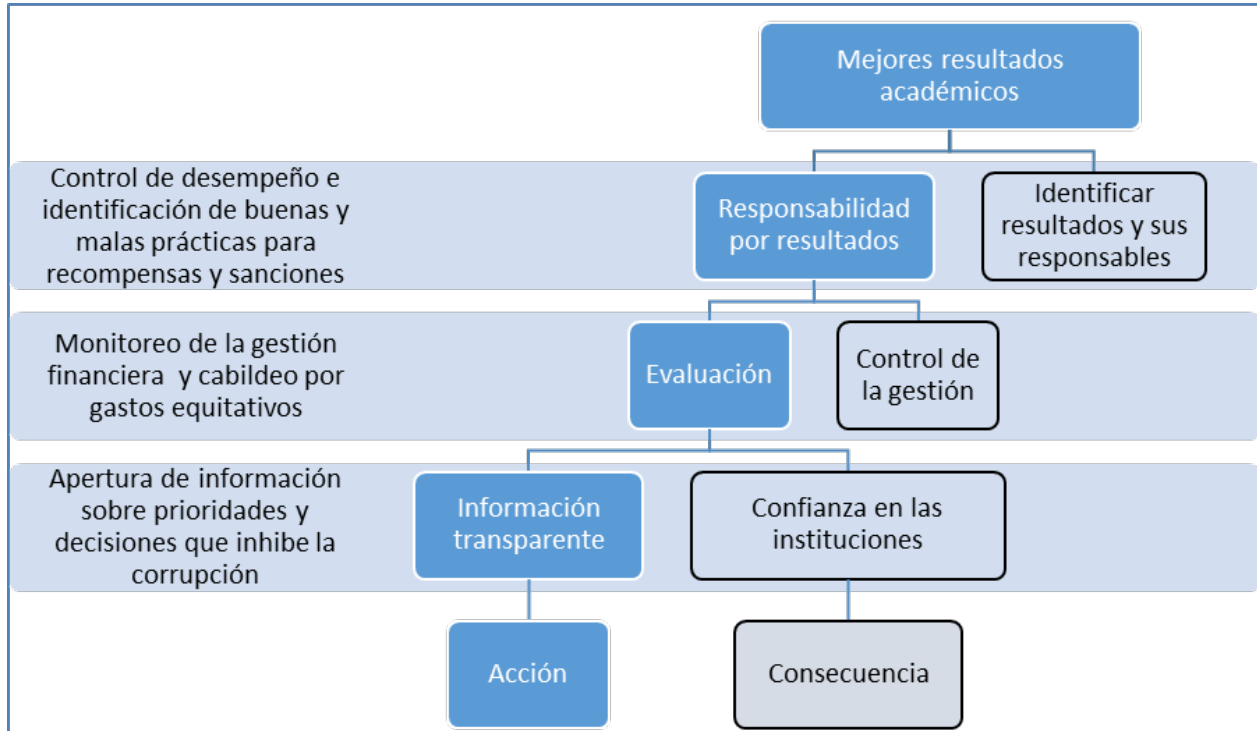 Mejores resultados
académicos
Control de desempeño e
identificación de buenas y
malas prácticas para
recompensas y sanciones
Responsabilidad
por resultados
Identificar
resultados y sus
responsables
Monitoreo de la gestión
financiera y cabildeo por
gastos equitativos
Evaluación
Control de
la gestión
Apertura de información
sobre prioridades y
decisiones que inhibe la
corrupción
Información
transparente
Confianza en las
instituciones
Acción
Consecuencia